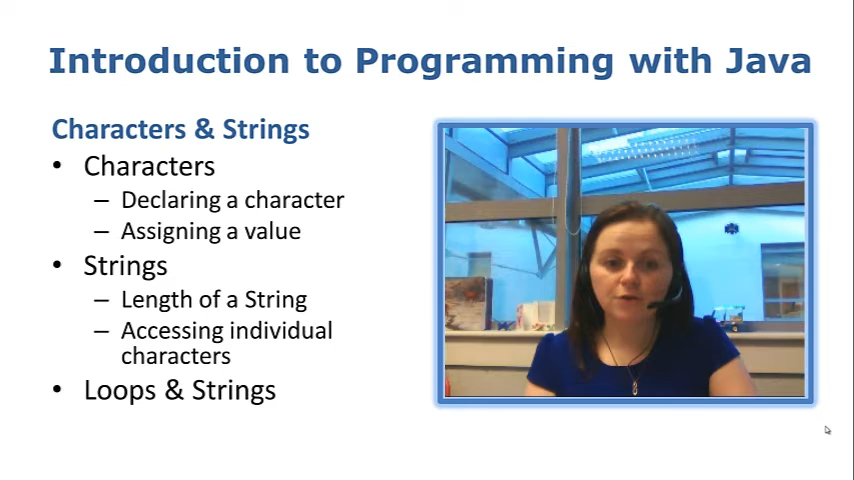 Introduction to Programming with Java
Characters & Strings
• Characters
– Declaring a character
– Assigning a value
• Strings
– Length of a String
– Accessing individual
characters
• Loops & Strings